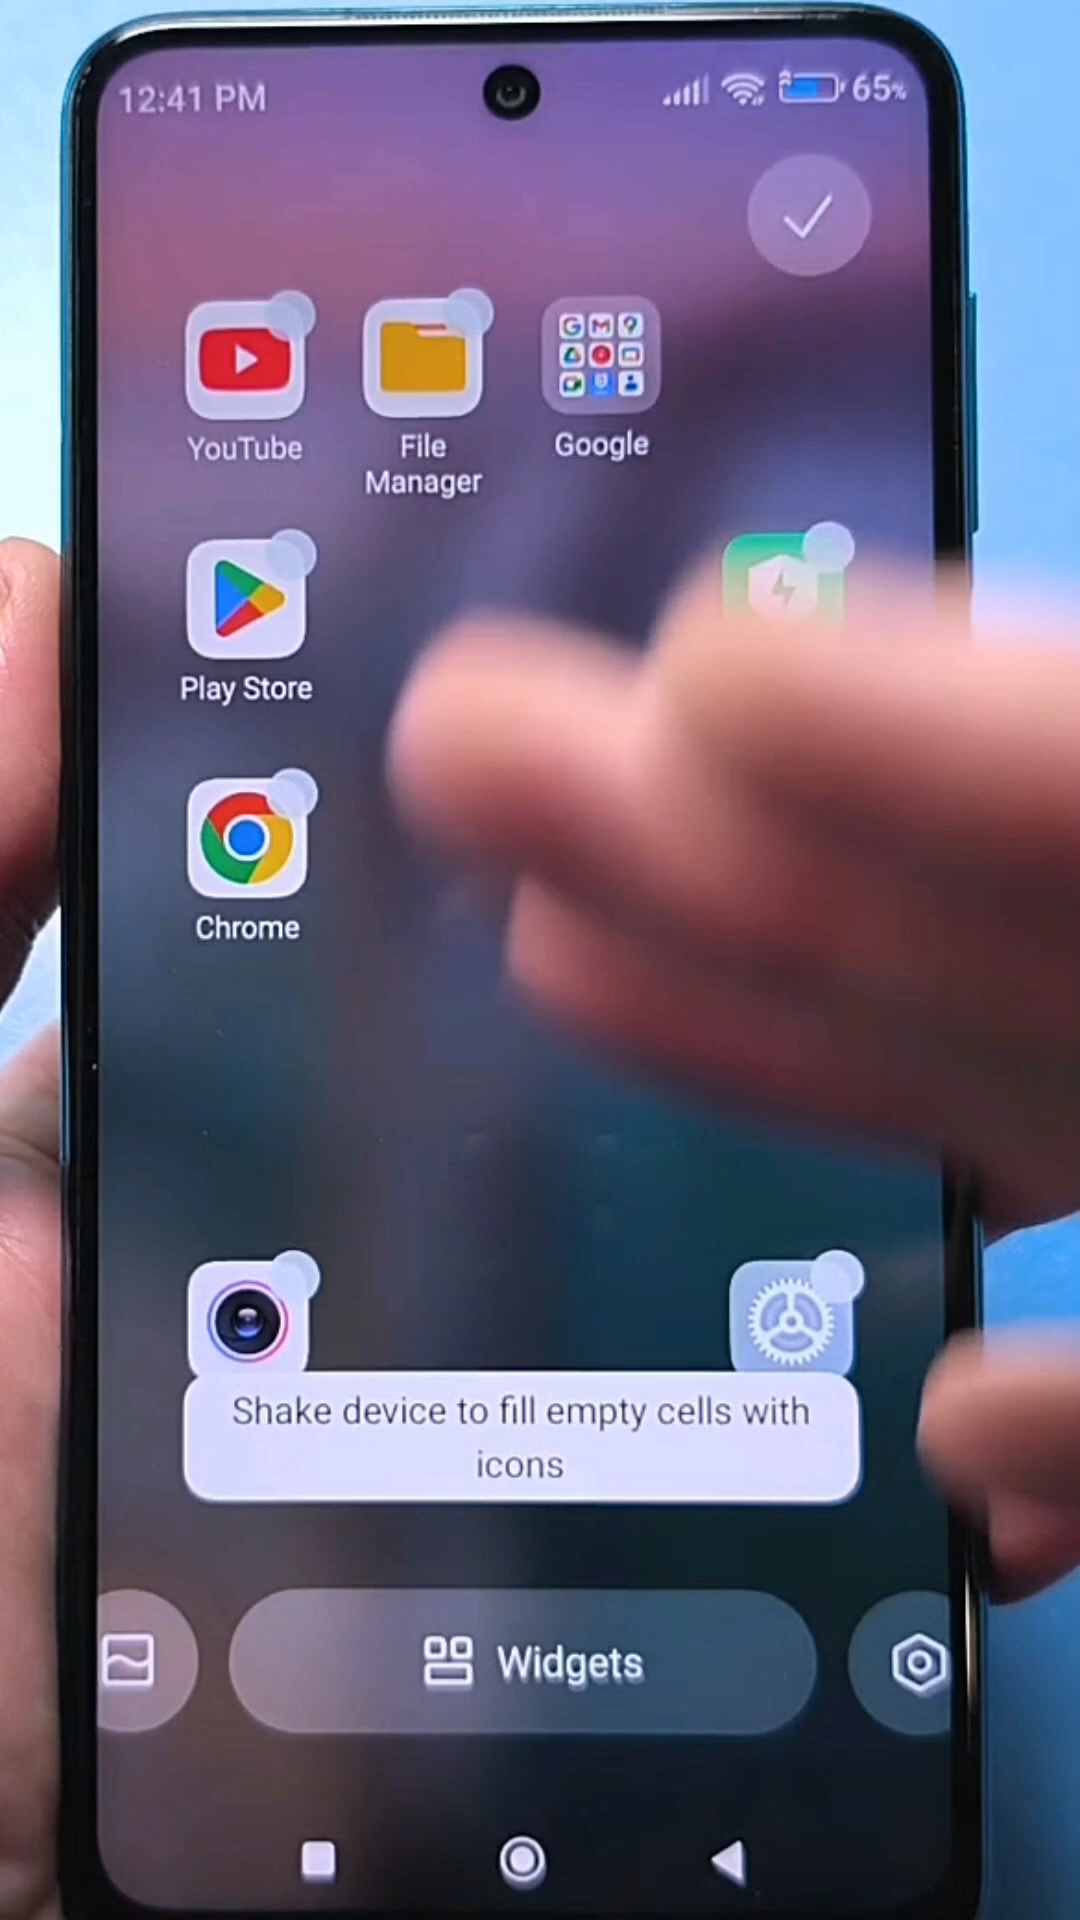 12:41 PM
65%
YouTube
File
Manager
Google
Play Store
Chrome
Shake device to fill empty cells with
icons
Widgets